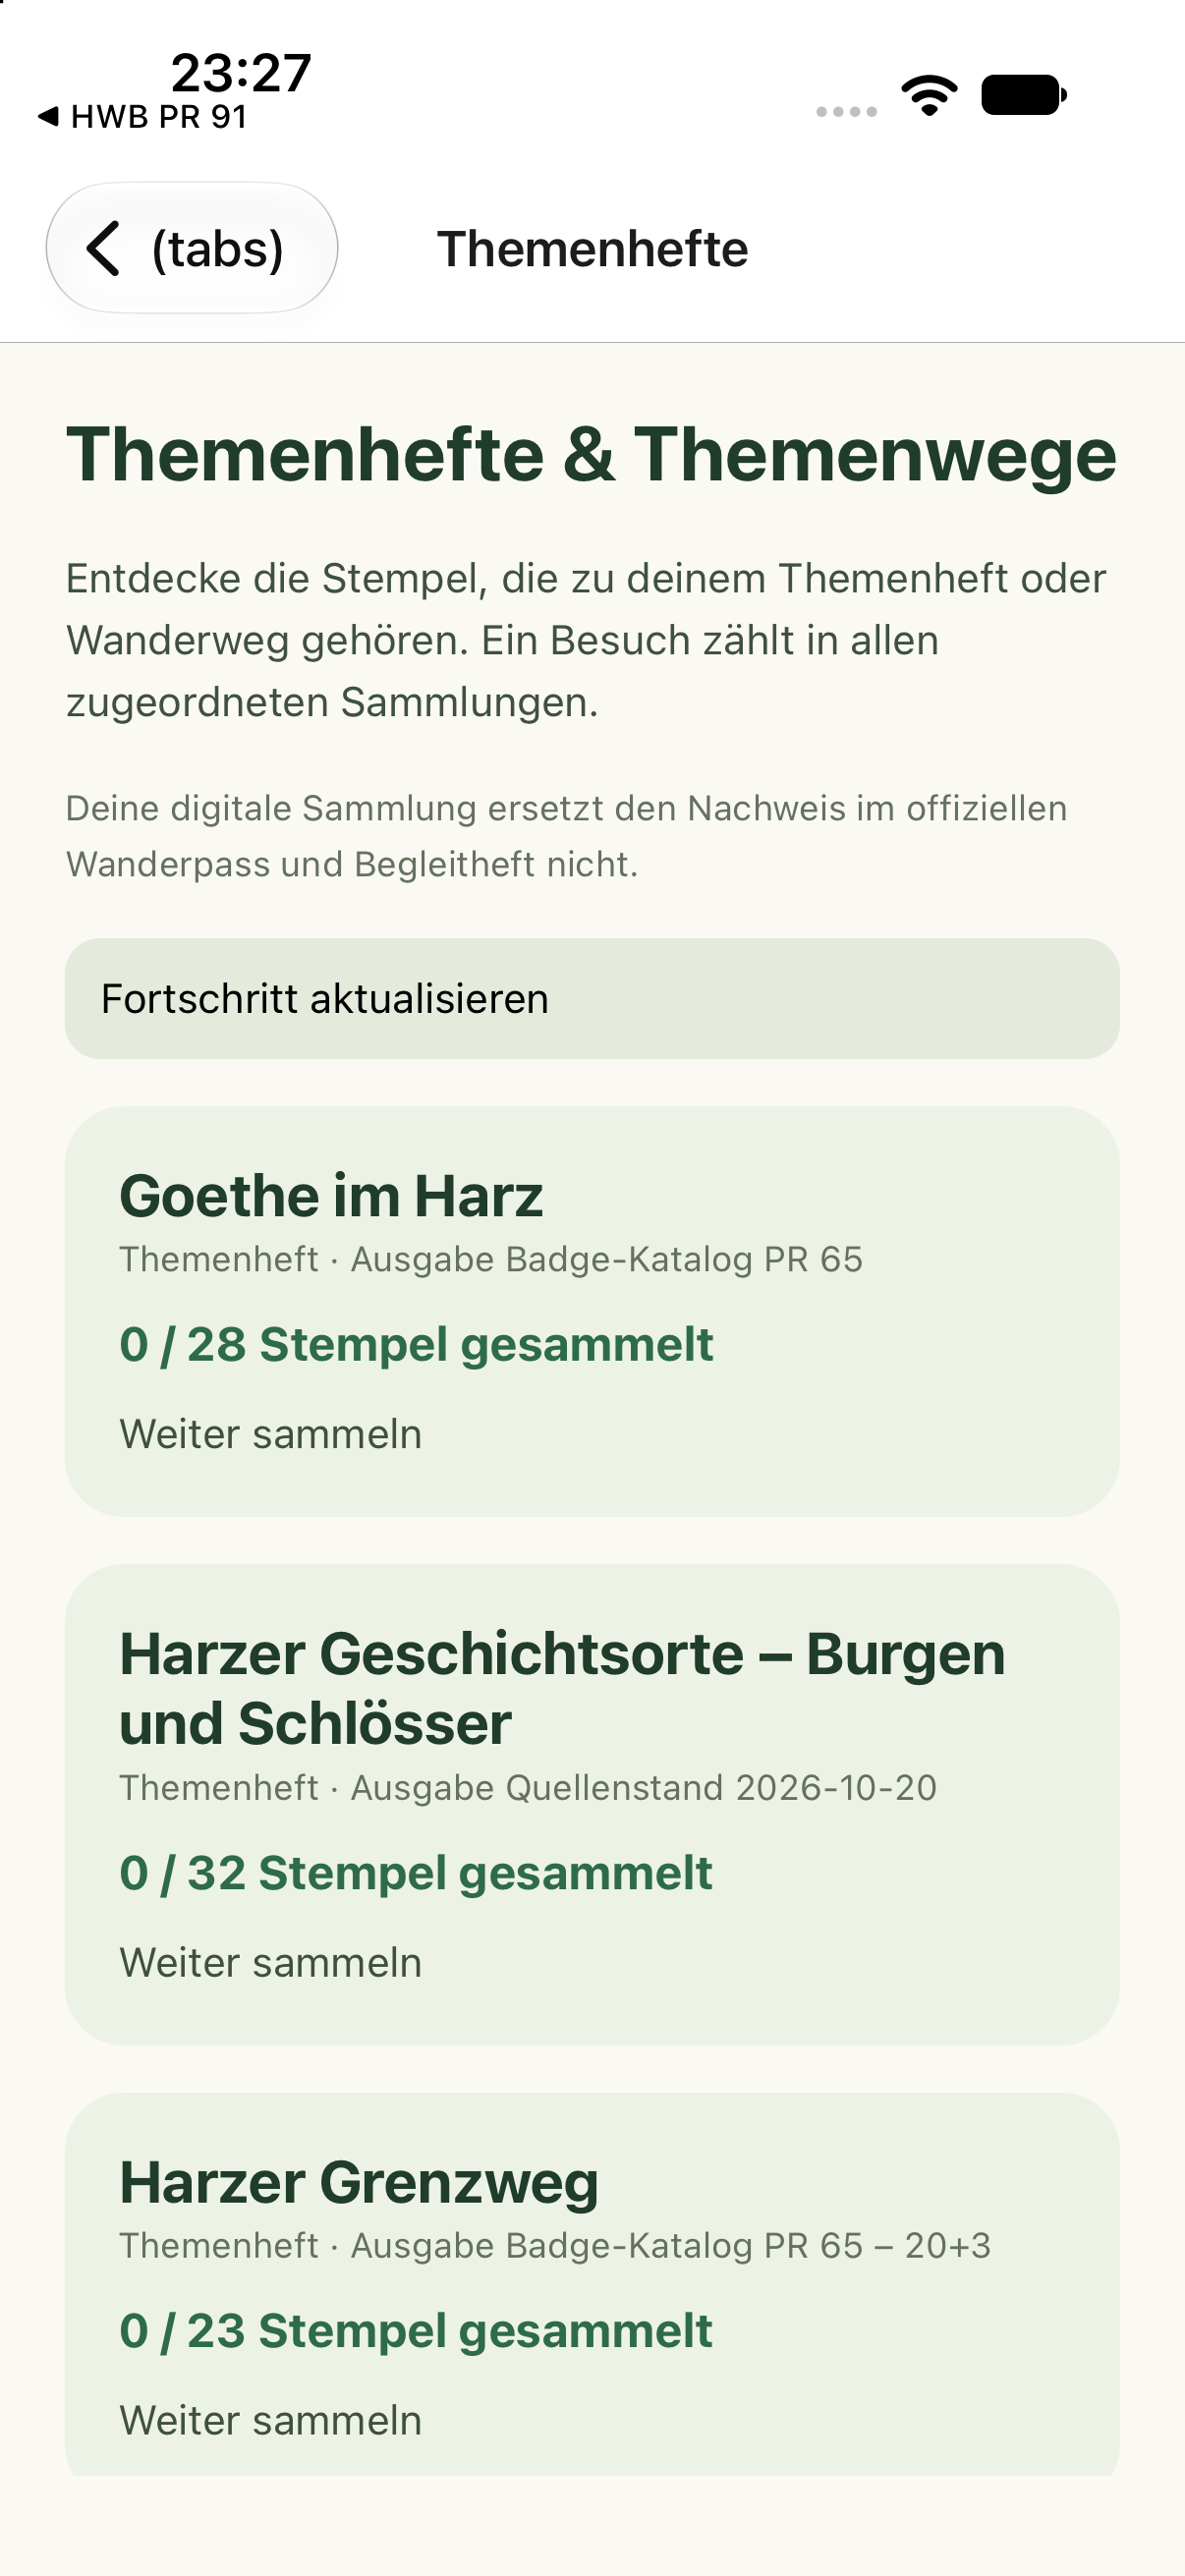 23:27
◀ HWB PR 91
(tabs)
Themenhefte
Themenhefte & Themenwege
Entdecke die Stempel, die zu deinem Themenheft oder
Wanderweg gehören. Ein Besuch zählt in allen
zugeordneten Sammlungen.
Deine digitale Sammlung ersetzt den Nachweis im offiziellen
Wanderpass und Begleitheft nicht.
Fortschritt aktualisieren
Goethe im Harz
Themenheft · Ausgabe Badge-Katalog PR 65
0 / 28 Stempel gesammelt
Weiter sammeln
Harzer Geschichtsorte – Burgen
und Schlösser
Themenheft · Ausgabe Quellenstand 2026-10-20
0 / 32 Stempel gesammelt
Weiter sammeln
Harzer Grenzweg
Themenheft · Ausgabe Badge-Katalog PR 65 – 20+3
0 / 23 Stempel gesammelt
Weiter sammeln